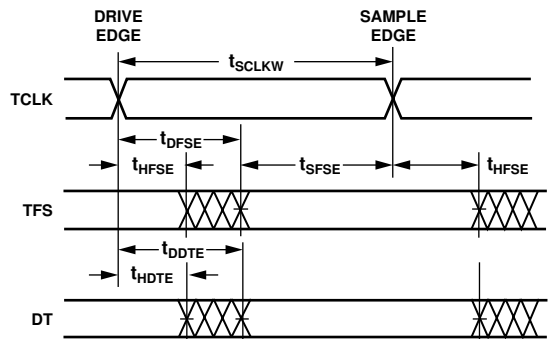 DRIVE EDGE
SAMPLE EDGE
tSCLKW
TCLK
tDFSE
tHFSE
tSFSE
tHFSE
TFS
tDDTE
tHDTE
DT